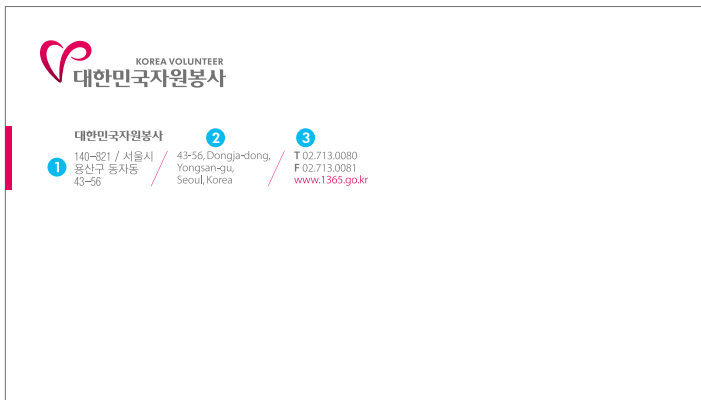 KOREA VOLUNTEER
대한민국자원봉사
대한민국자원봉사
1
140-821 / 서울시
용산구 동자동
43-56
2
43-56, Dongja-dong,
Yongsan-gu,
Seoul, Korea
3
T 02.713.0080
F 02.713.0081
www.1365.go.kr